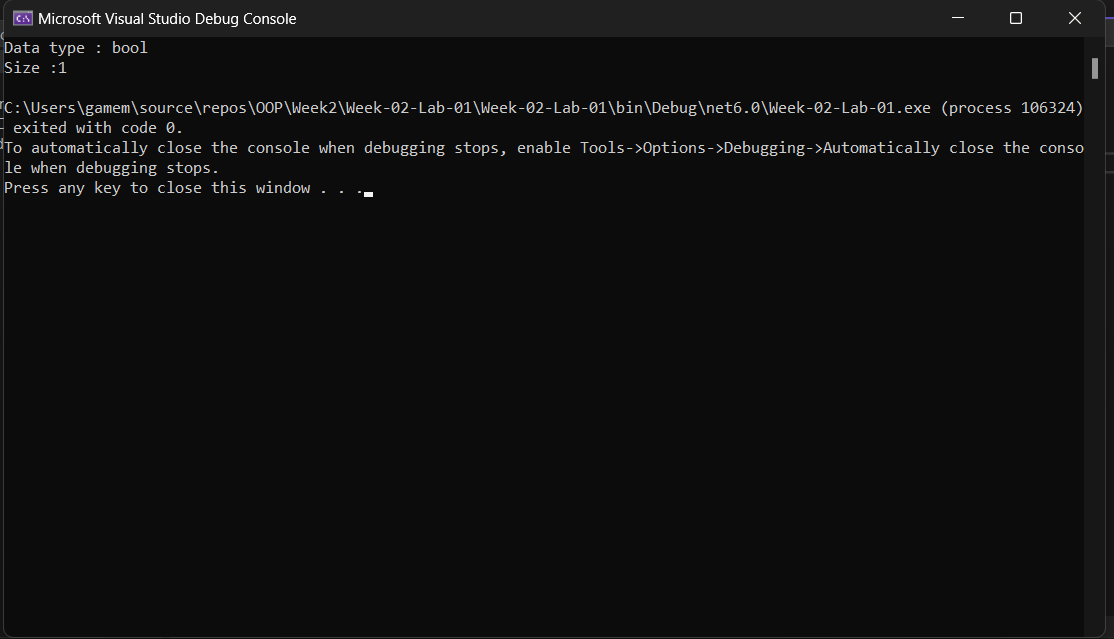 Microsoft Visual Studio Debug Console
Data type : bool
Size :1
C:\Users\gamem\source\repos\OOP\Week2\Week-02-Lab-01\Week-02-Lab-01\bin\Debug\net6.0\Week-02-Lab-01.exe (process 106324)
 exited with code 0.
To automatically close the console when debugging stops, enable Tools->Options->Debugging->Automatically close the conso
le when debugging stops.
Press any key to close this window . . .